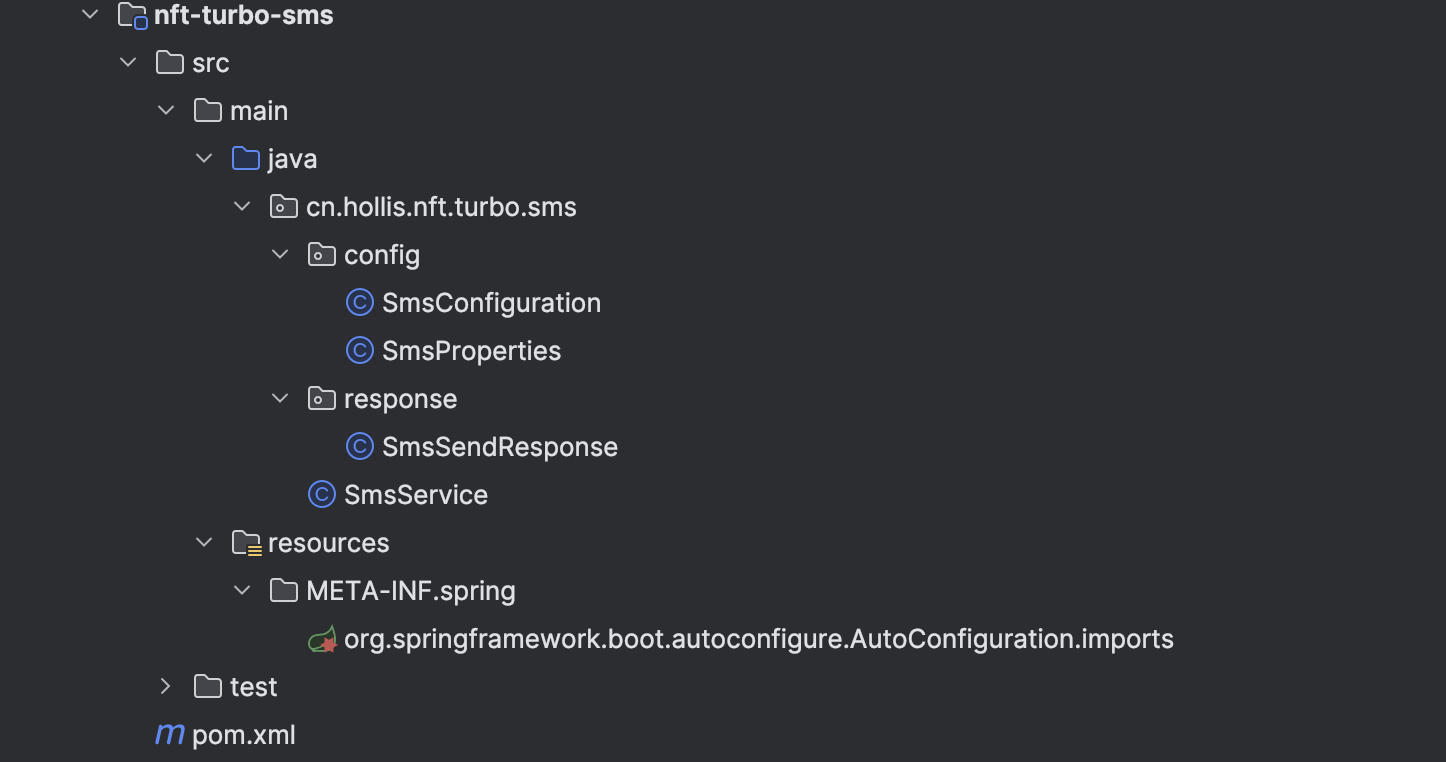 nft-turbo-sms
src
main
java
cn.hollis.nft.turbo.sms
config
C SmsConfiguration
C SmsProperties
response
C SmsSendResponse
C SmsService
resources
META-INF.spring
org.springframework.boot.autoconfigure.AutoConfiguration.imports
test
m pom.xml